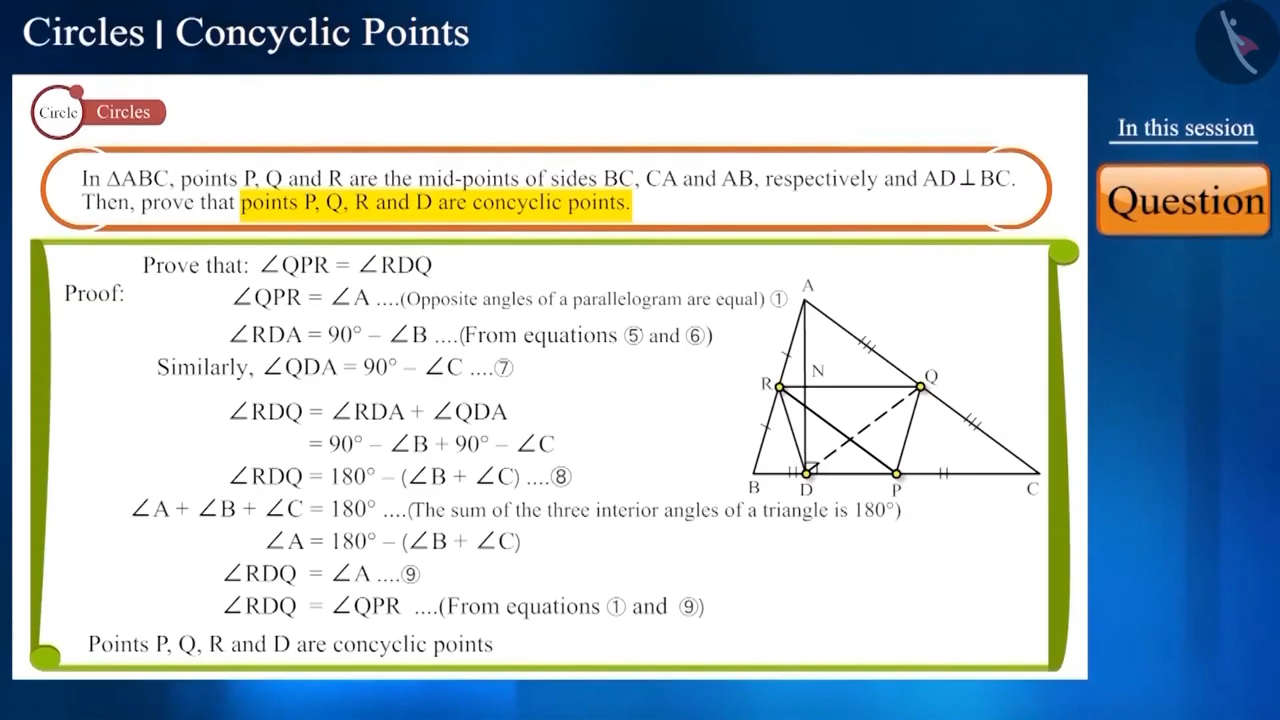 Circles | Concyclic Points
In this session
Question
Circle
Circles
In ΔABC, points P, Q and R are the mid-points of sides BC, CA and AB, respectively and AD⊥BC.
Then, prove that points P, Q, R and D are concyclic points.
Prove that: ∠QPR = ∠RDQ
Proof:
∠QPR = ∠A ....(Opposite angles of a parallelogram are equal) ①
∠RDA = 90° – ∠B ....(From equations ⑤ and ⑥)
Similarly, ∠QDA = 90° – ∠C ....⑦
∠RDQ = ∠RDA + ∠QDA
= 90° – ∠B + 90° – ∠C
∠RDQ = 180° – (∠B + ∠C) ....⑧
∠A + ∠B + ∠C = 180° ....(The sum of the three interior angles of a triangle is 180°)
∠A = 180° – (∠B + ∠C)
∠RDQ = ∠A ....⑨
∠RDQ = ∠QPR ....(From equations ① and ⑨)
Points P, Q, R and D are concyclic points
A
N
R
Q
B
D
P
C